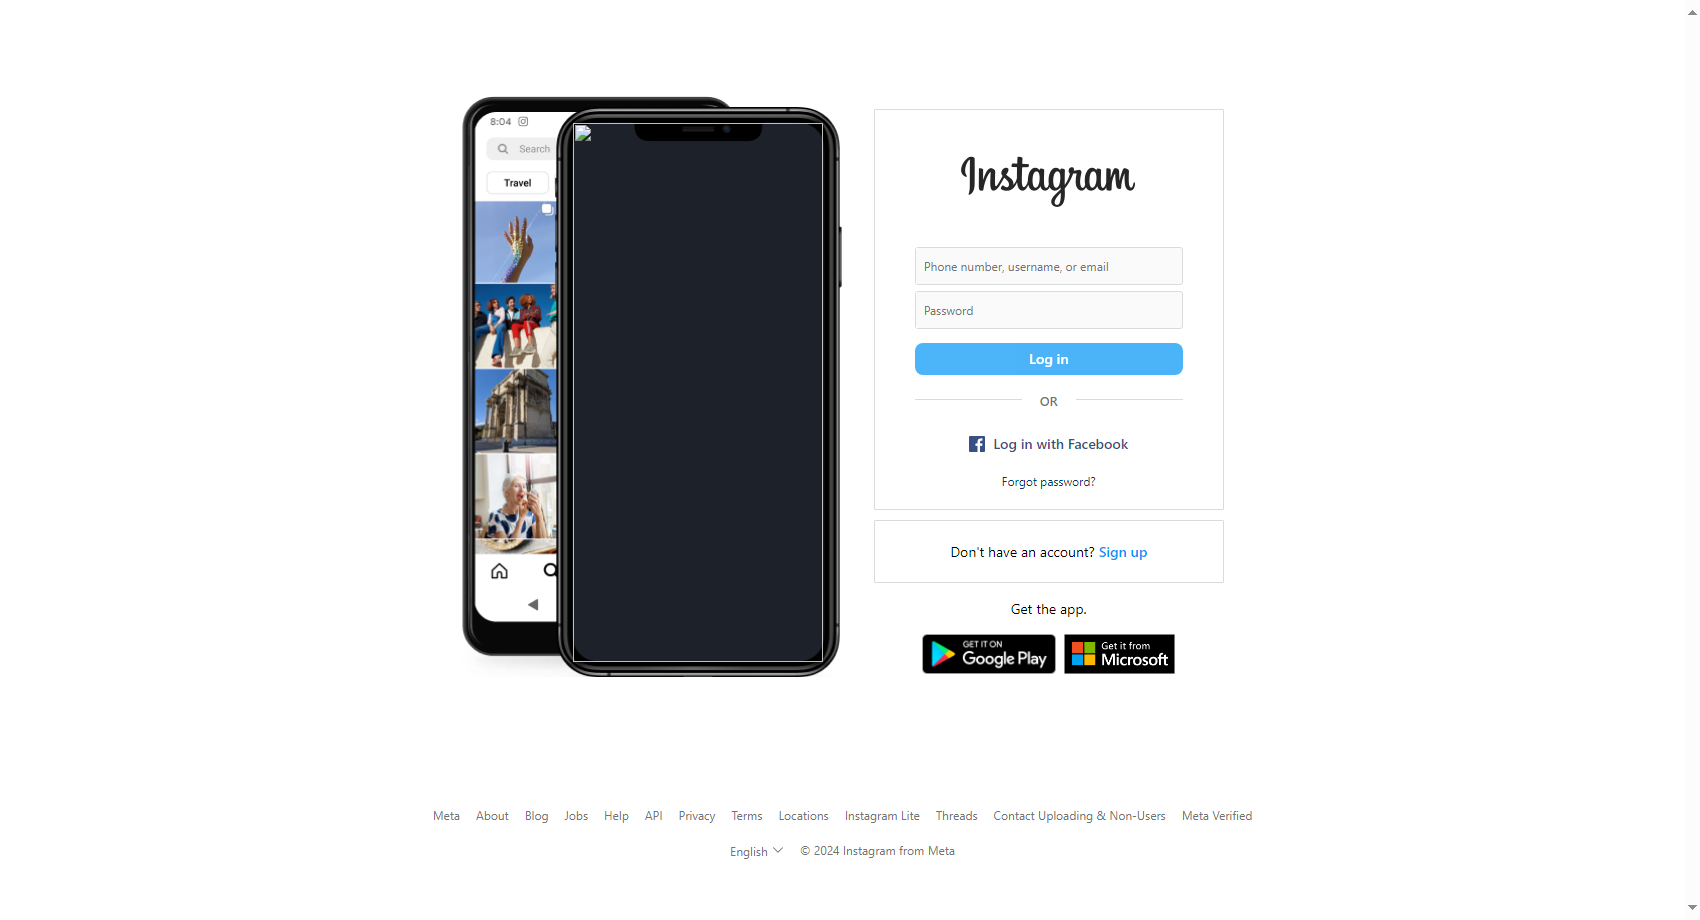 8:04
Search
Travel
Instagram
Phone number, username, or email
Password
Log in
OR
Log in with Facebook
Forgot password?
Don't have an account? Sign up
Get the app.
GET IT ON
Google Play
Get it from
Microsoft
Meta About Blog Jobs Help API Privacy Terms Locations Instagram Lite Threads Contact Uploading & Non-Users Meta Verified
English © 2024 Instagram from Meta